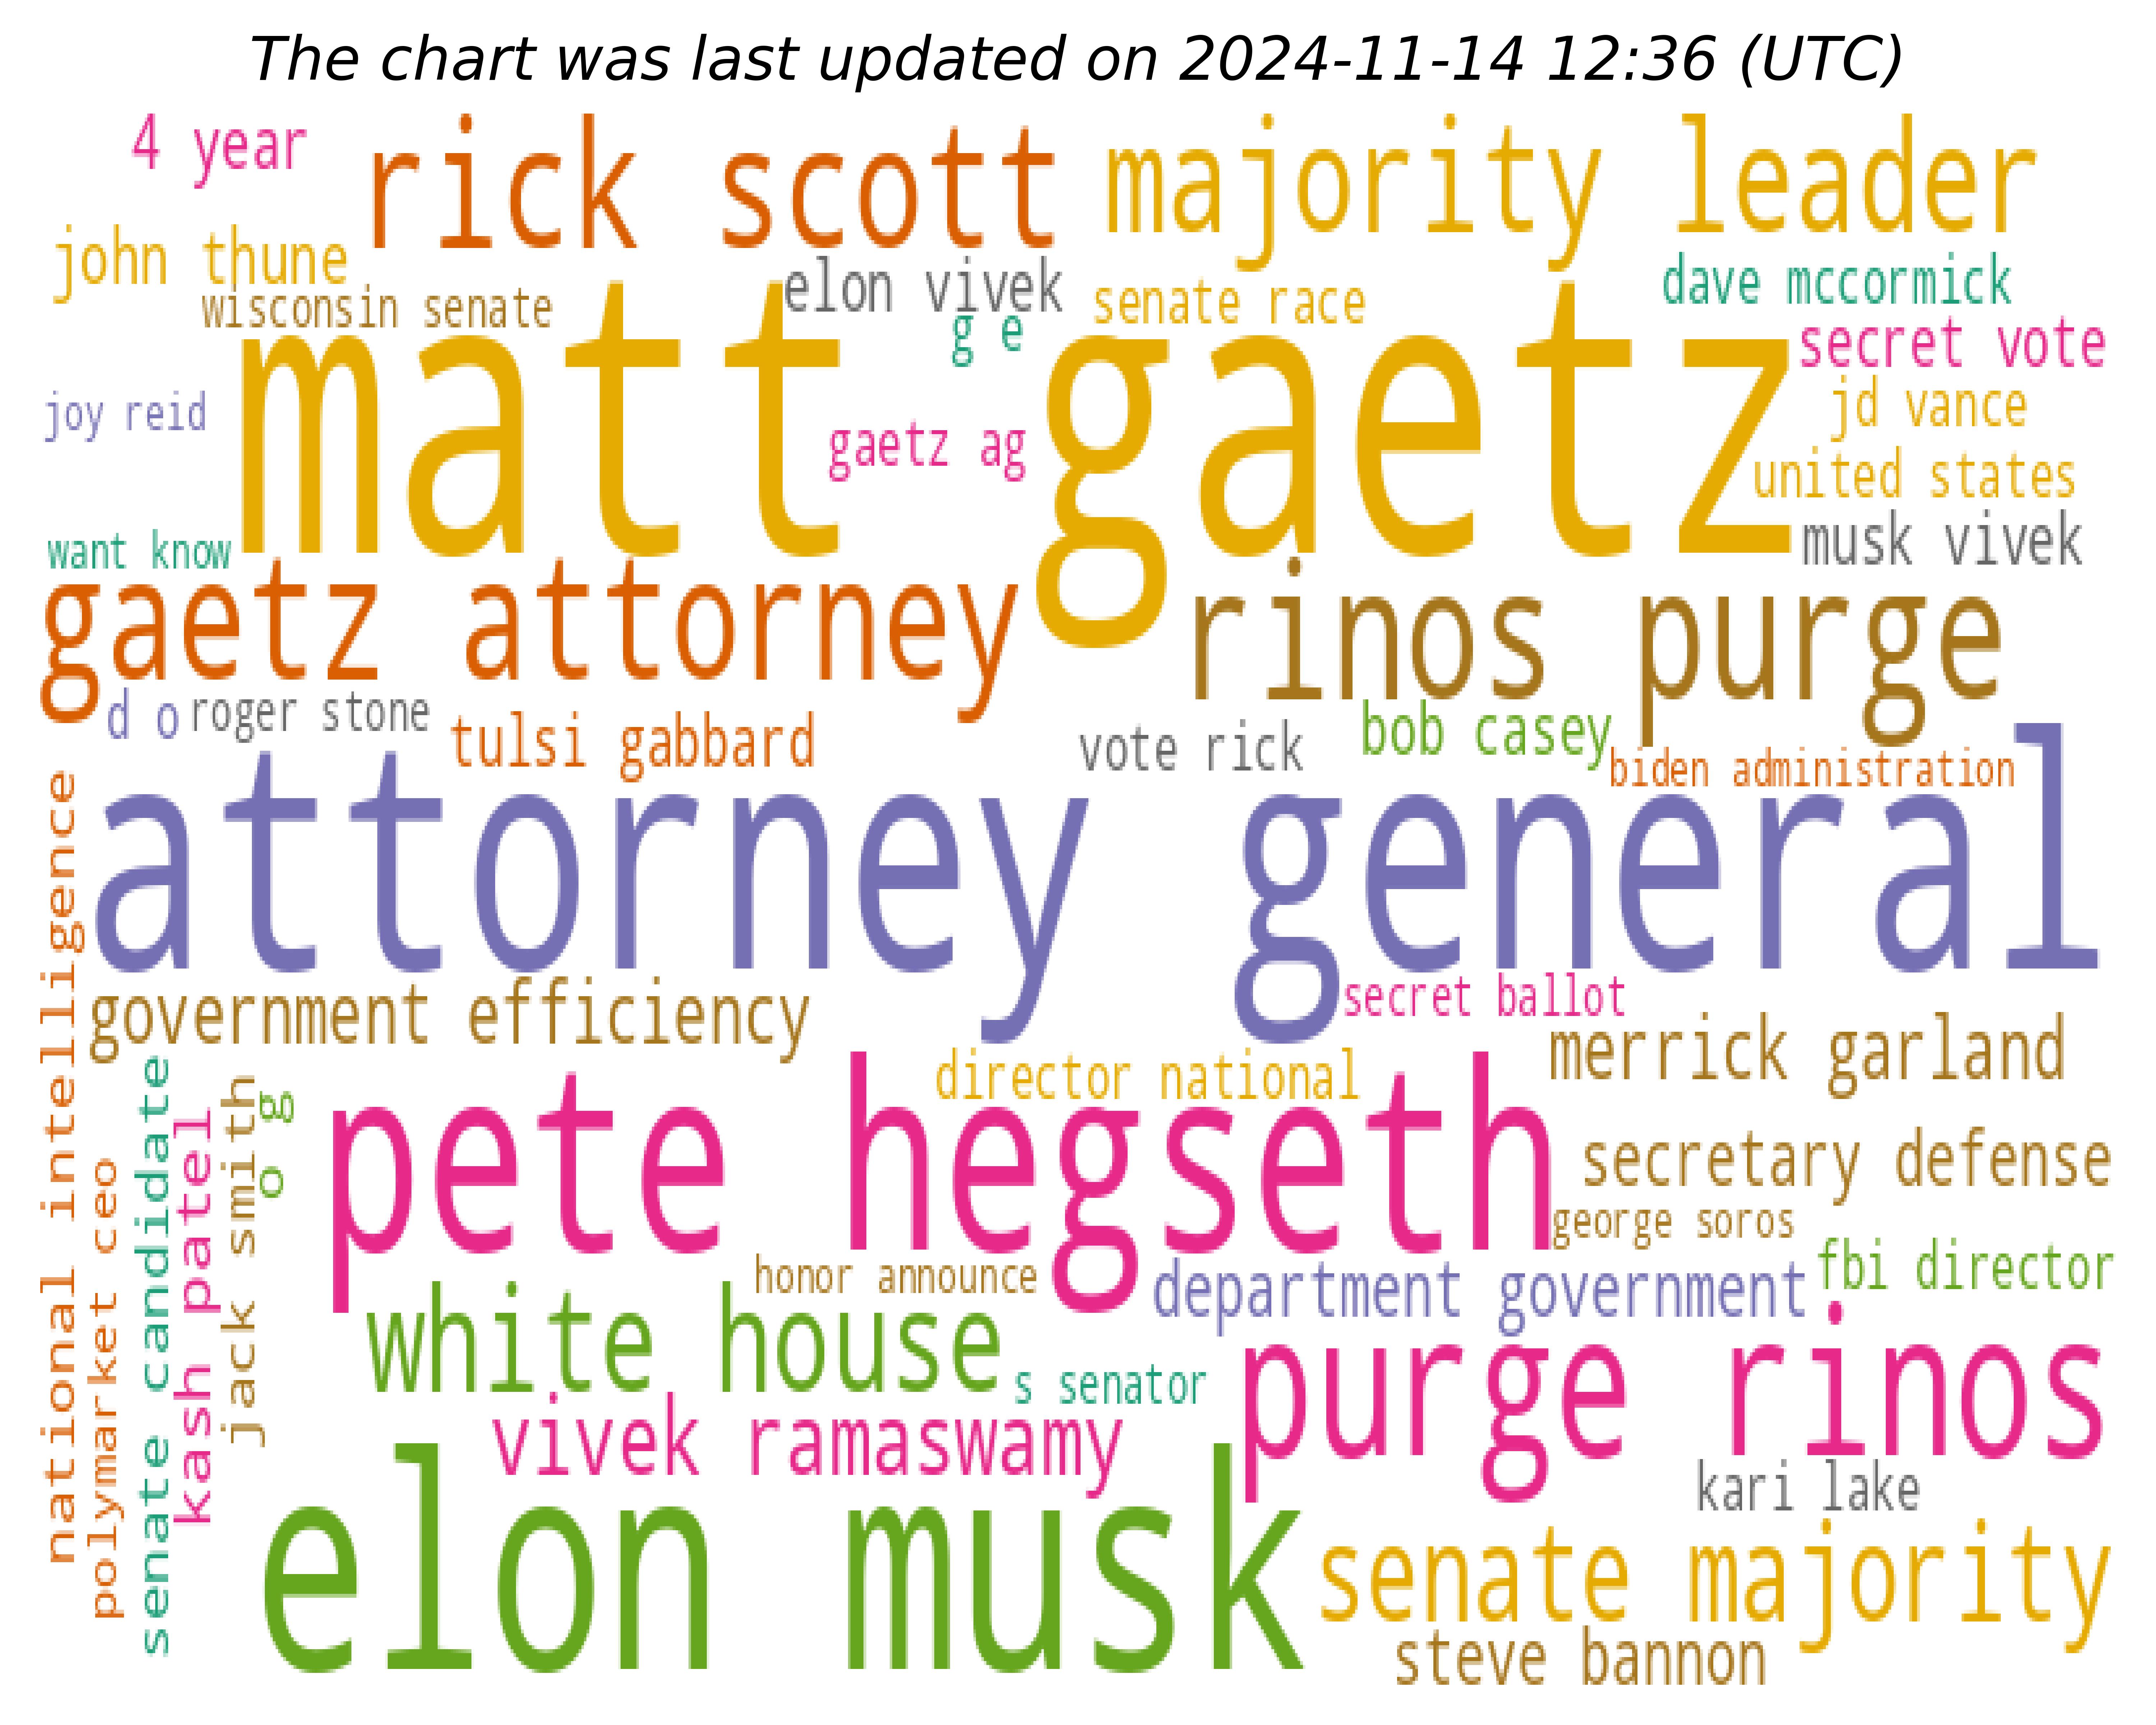 The chart was last updated on 2024-11-14 12:36 (UTC)
4 year
rick scott
majority leader
john thune
elon vivek
dave mccormick
wisconsin senate
senate race
g e
secret vote
matt gaetz
joy reid
gaetz ag
jd vance
united states
want know
musk vivek
gaetz attorney
rinos purge
d o
roger stone
tulsi gabbard
vote rick
bob casey
biden administration
attorney general
national intelligence
government efficiency
secret ballot
merrick garland
director national
polymarket ceo
senate candidate
kash patel
jack smith
o g
pete hegseth
secretary defense
george soros
honor announce
department government
fbi director
white house
s senator
purge rinos
vivek ramaswamy
kari lake
elon musk
senate majority
steve bannon